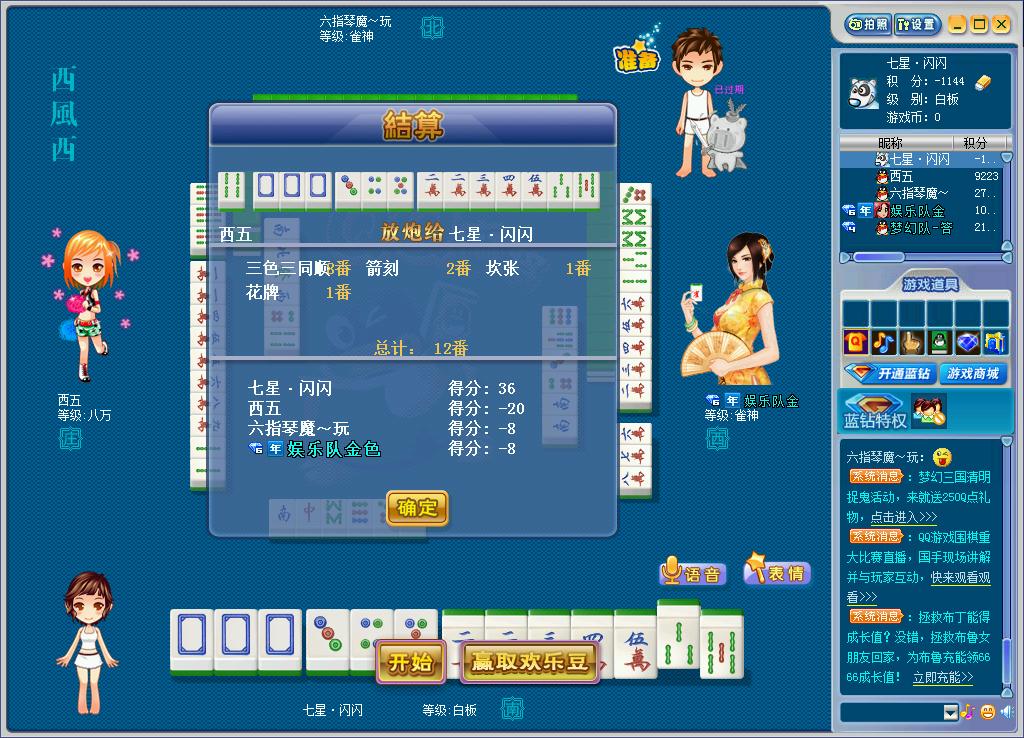 六指琴魔～玩
等级:雀神
北
西風西
准备
已过期
拍照
设置
七星·闪闪
积 分: -1144
级 别: 白板
游戏币: 0
昵称 积分
七星·闪闪 -1..
西五 9223
六指琴魔～ 27..
年 娱乐队金 10..
梦幻队-答 21..
结算
西五 放炮给 七星·闪闪
三色三同顺8番 箭刻 2番 坎张 1番
花牌 1番
总计: 12番
七星·闪闪 得分: 36
西五 得分: -20
六指琴魔～玩 得分: -8
年 娱乐队金色 得分: -8
确定
西五
等级:八万
庄
年 娱乐队金
等级:雀神
西
游戏道具
开通蓝钻
游戏商城
蓝钻特权
六指琴魔～玩:
系统消息: 梦幻三国清明
捉鬼活动，来就送250Q点礼
物，点击进入>>>
系统消息: QQ游戏围棋重
大比赛直播，国手现场讲解
并与玩家互动，快来观看观
看>>>
系统消息: 拯救布丁能得
成长值？没错，拯救布鲁女
朋友回家，为布鲁充能领66
66成长值！ 立即充能>>
语音
表情
开始
赢取欢乐豆
七星·闪闪
等级:白板
南